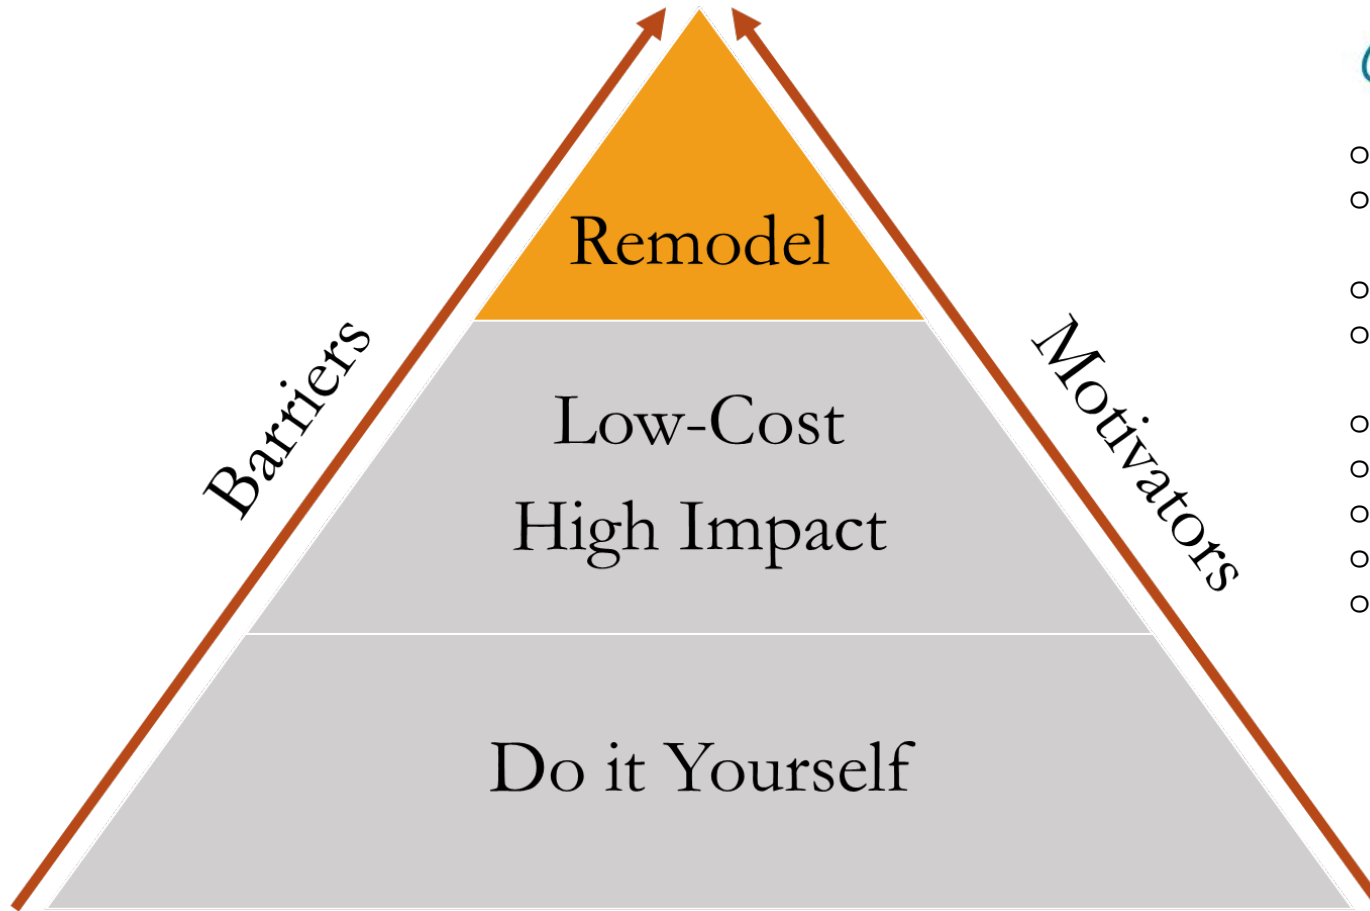 Remodel
Barriers
Motivators
Low-Cost
High Impact
Do it Yourself